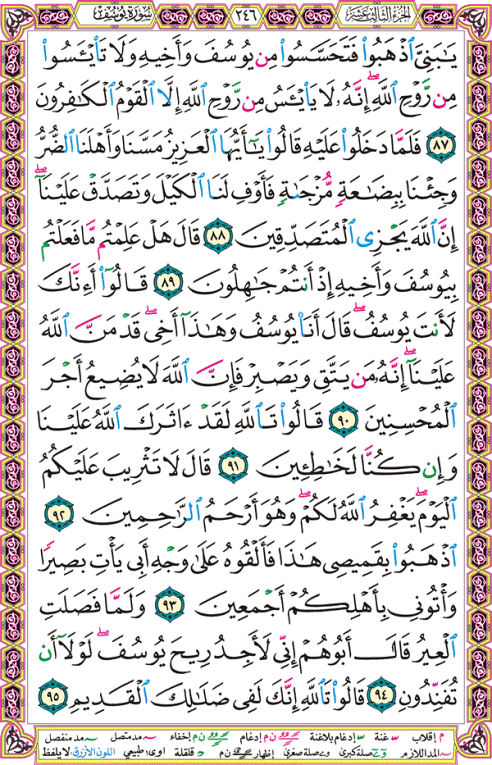 الجزء الثالث عشر ٢٤٦ سورة يوسف
يَـٰبَنِىَّ ٱذْهَبُوا۟ فَتَحَسَّسُوا۟ مِن يُوسُفَ وَأَخِيهِ وَلَا تَا۟يْـَٔسُوا۟
مِن رَّوْحِ ٱللَّهِ ۖ إِنَّهُۥ لَا يَا۟يْـَٔسُ مِن رَّوْحِ ٱللَّهِ إِلَّا ٱلْقَوْمُ ٱلْكَـٰفِرُونَ
٨٧ فَلَمَّا دَخَلُوا۟ عَلَيْهِ قَالُوا۟ يَـٰٓأَيُّهَا ٱلْعَزِيزُ مَسَّنَا وَأَهْلَنَا ٱلضُّرُّ
وَجِئْنَا بِبِضَـٰعَةٍ مُّزْجَىٰةٍ فَأَوْفِ لَنَا ٱلْكَيْلَ وَتَصَدَّقْ عَلَيْنَآ ۖ
إِنَّ ٱللَّهَ يَجْزِى ٱلْمُتَصَدِّقِينَ ٨٨ قَالَ هَلْ عَلِمْتُم مَّا فَعَلْتُم
بِيُوسُفَ وَأَخِيهِ إِذْ أَنتُمْ جَـٰهِلُونَ ٨٩ قَالُوٓا۟ أَءِنَّكَ
لَأَنتَ يُوسُفُ ۖ قَالَ أَنَا۠ يُوسُفُ وَهَـٰذَآ أَخِى ۖ قَدْ مَنَّ ٱللَّهُ
عَلَيْنَآ ۖ إِنَّهُۥ مَن يَتَّقِ وَيَصْبِرْ فَإِنَّ ٱللَّهَ لَا يُضِيعُ أَجْرَ
ٱلْمُحْسِنِينَ ٩٠ قَالُوا۟ تَٱللَّهِ لَقَدْ ءَاثَرَكَ ٱللَّهُ عَلَيْنَا
وَإِن كُنَّا لَخَـٰطِـِٔينَ ٩١ قَالَ لَا تَثْرِيبَ عَلَيْكُمُ
ٱلْيَوْمَ ۖ يَغْفِرُ ٱللَّهُ لَكُمْ ۖ وَهُوَ أَرْحَمُ ٱلرَّٰحِمِينَ ٩٢
ٱذْهَبُوا۟ بِقَمِيصِى هَـٰذَا فَأَلْقُوهُ عَلَىٰ وَجْهِ أَبِى يَأْتِ بَصِيرًا
وَأْتُونِى بِأَهْلِكُمْ أَجْمَعِينَ ٩٣ وَلَمَّا فَصَلَتِ
ٱلْعِيرُ قَالَ أَبُوهُمْ إِنِّى لَأَجِدُ رِيحَ يُوسُفَ ۖ لَوْلَآ أَن
تُفَنِّدُونِ ٩٤ قَالُوا۟ تَٱللَّهِ إِنَّكَ لَفِى ضَلَـٰلِكَ ٱلْقَدِيمِ ٩٥
م إقلاب غنة إدغام بلاغنة ن م إدغام ن م إخفاء مد متصل مد منفصل
المد اللازم صلة كبرى صلة صغرى إظهار ن م قلقلة ا و ى طبيعي اللون الأزرق لا يلفظ